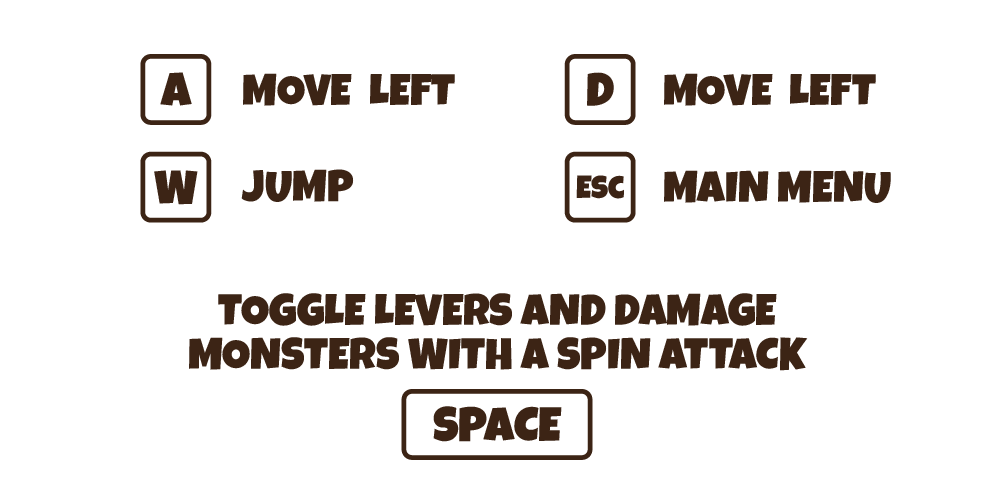 A MOVE LEFT D MOVE LEFT
W JUMP ESC MAIN MENU
TOGGLE LEVERS AND DAMAGE
MONSTERS WITH A SPIN ATTACK
SPACE